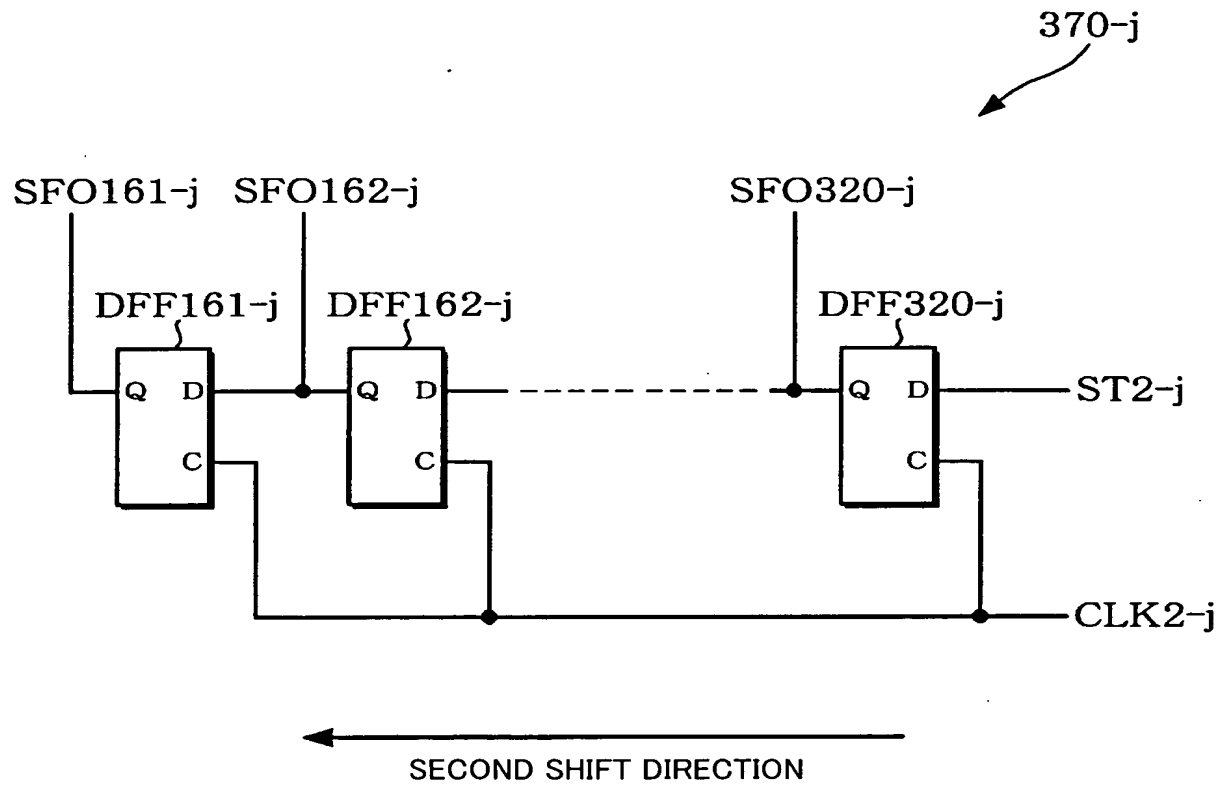 370-j
SFO161-j SFO162-j SFO320-j
DFF161-j DFF162-j DFF320-j
Q D Q D Q D ST2-j
C C C
CLK2-j
SECOND SHIFT DIRECTION